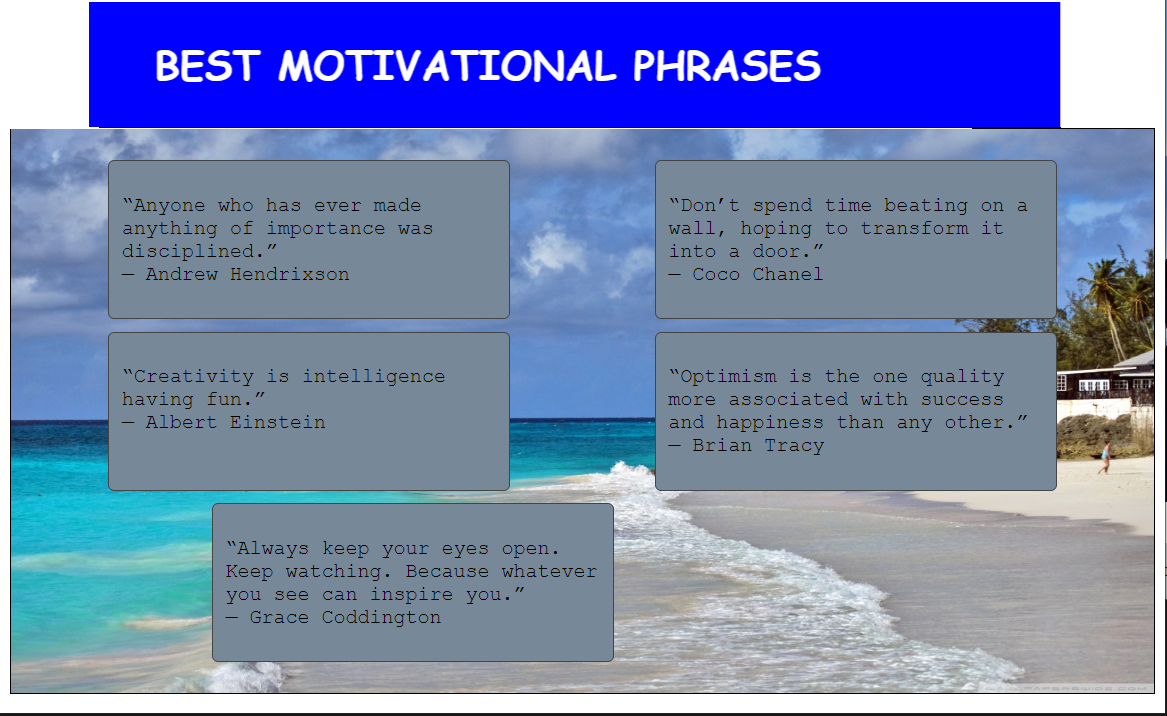 BEST MOTIVATIONAL PHRASES
“Anyone who has ever made
anything of importance was
disciplined.”
— Andrew Hendrixson
“Don’t spend time beating on a
wall, hoping to transform it
into a door.”
— Coco Chanel
“Creativity is intelligence
having fun.”
— Albert Einstein
“Optimism is the one quality
more associated with success
and happiness than any other.”
— Brian Tracy
“Always keep your eyes open.
Keep watching. Because whatever
you see can inspire you.”
— Grace Coddington